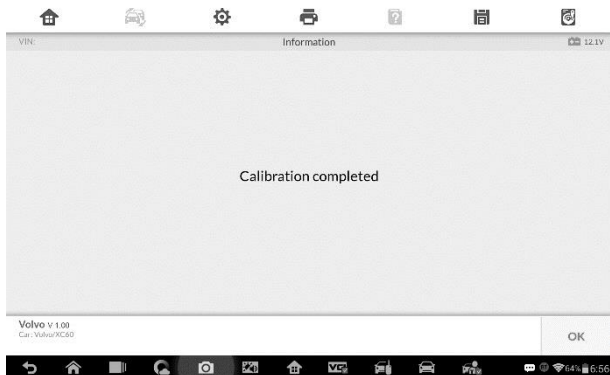 VIN:
Information
12.1V
Calibration completed
Volvo V 1.00
Car: Volvo/XC60
OK
64% 6:56